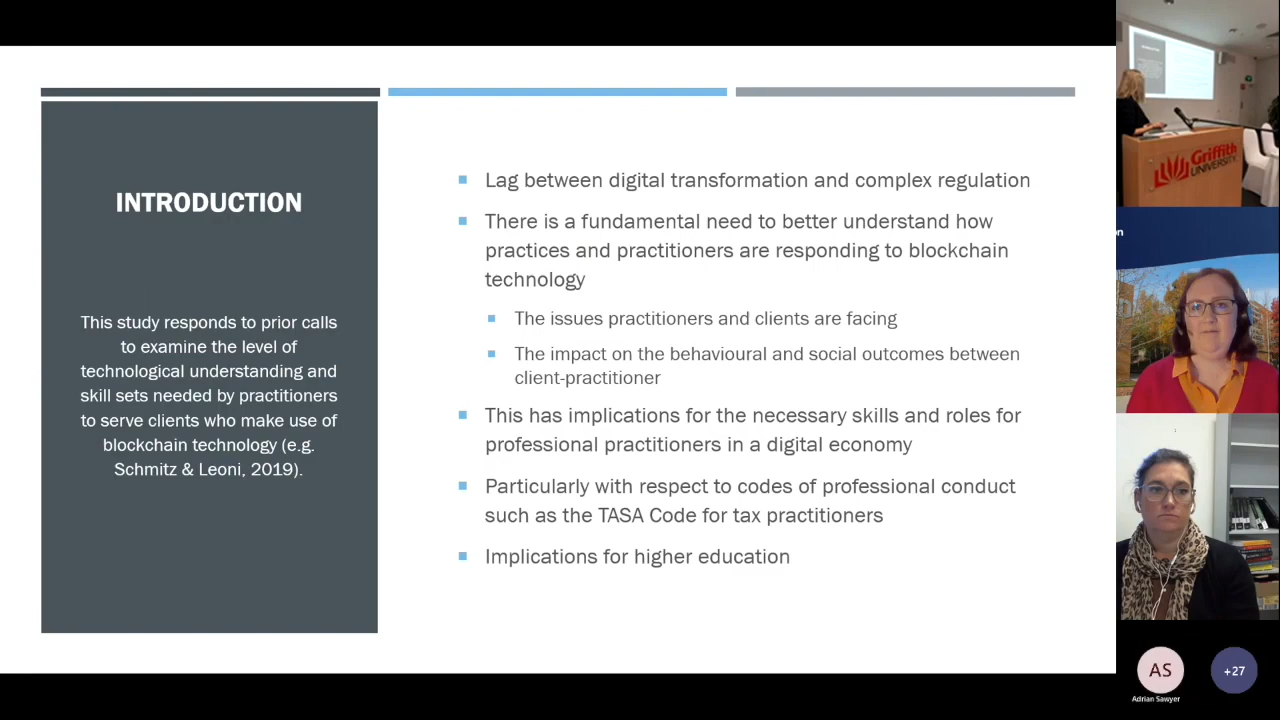 INTRODUCTION
This study responds to prior calls
to examine the level of
technological understanding and
skill sets needed by practitioners
to serve clients who make use of
blockchain technology (e.g.
Schmitz & Leoni, 2019).
Lag between digital transformation and complex regulation
There is a fundamental need to better understand how
practices and practitioners are responding to blockchain
technology
The issues practitioners and clients are facing
The impact on the behavioural and social outcomes between
client-practitioner
This has implications for the necessary skills and roles for
professional practitioners in a digital economy
Particularly with respect to codes of professional conduct
such as the TASA Code for tax practitioners
Implications for higher education
Griffith
UNIVERSITY
on
AS
Adrian Sawyer
+27